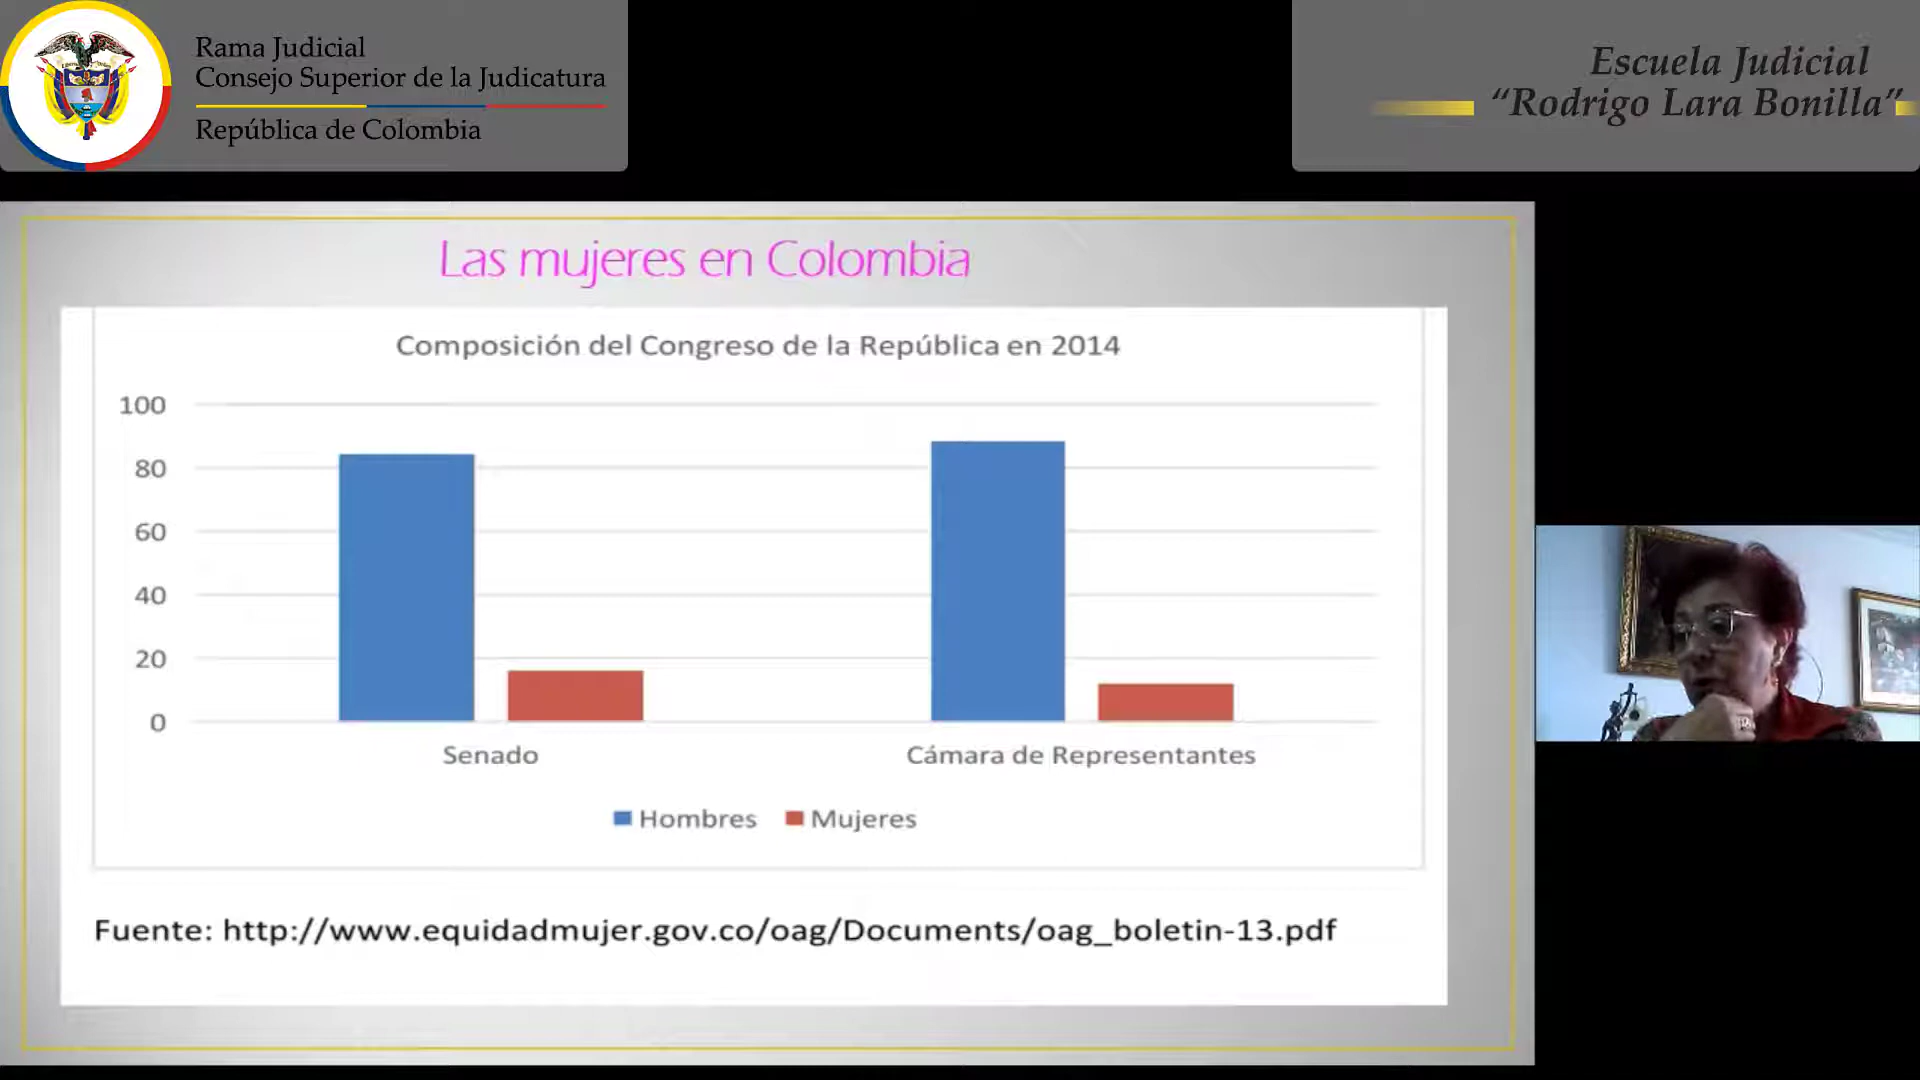 Rama Judicial
Consejo Superior de la Judicatura
República de Colombia
Escuela Judicial
“Rodrigo Lara Bonilla”
Las mujeres en Colombia
Composición del Congreso de la República en 2014
100
80
60
40
20
0
Senado
Cámara de Representantes
Hombres
Mujeres
Fuente: http://www.equidadmujer.gov.co/oag/Documents/oag_boletin-13.pdf